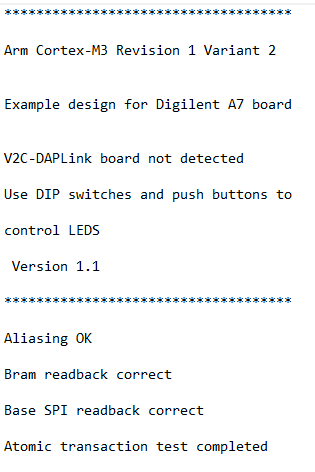 ************************************
Arm Cortex-M3 Revision 1 Variant 2
Example design for Digilent A7 board
V2C-DAPLink board not detected
Use DIP switches and push buttons to
control LEDS
Version 1.1
************************************
Aliasing OK
Bram readback correct
Base SPI readback correct
Atomic transaction test completed